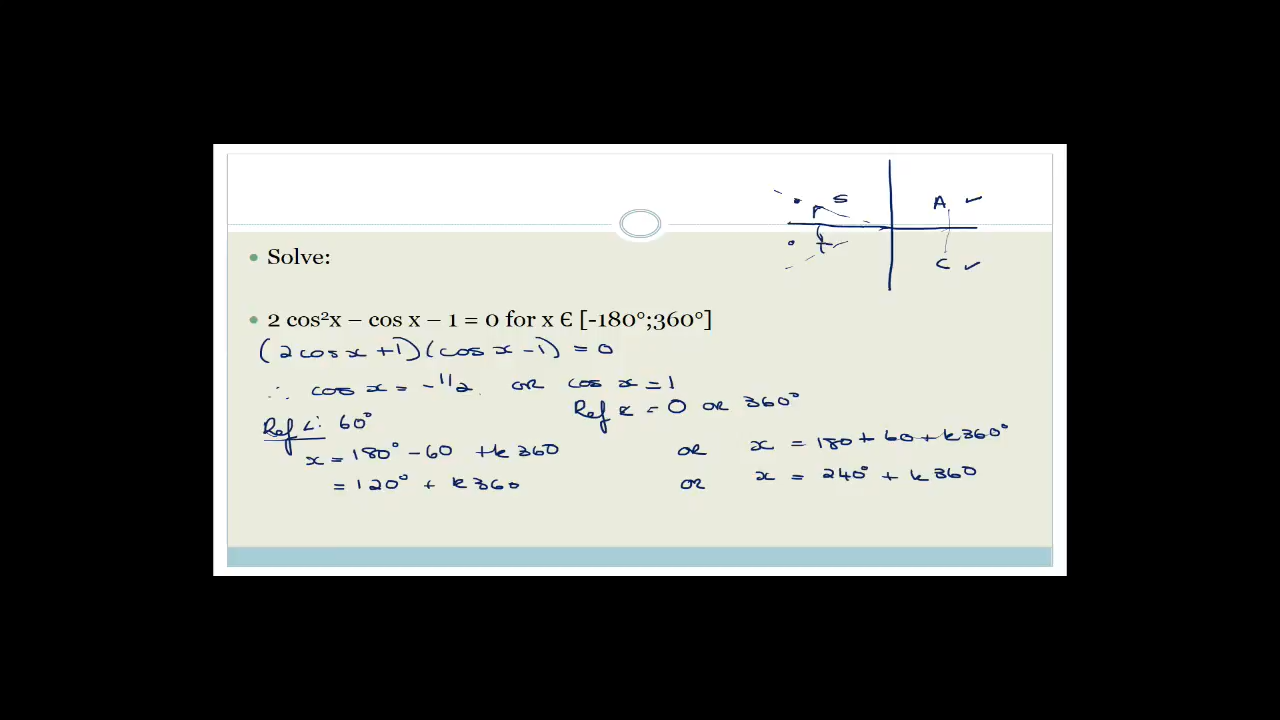 S A ✓
T C ✓
Solve:
2 cos²x – cos x – 1 = 0 for x Є [-180°;360°]
(2cos x +1)(cos x -1) = 0
∴ cos x = -1/2 or cos x = 1
Ref ∠ = 0 or 360°
Ref ∠: 60°
x = 180° - 60 + k360 or x = 180 + 60 + k360°
= 120° + k360 or x = 240° + k360